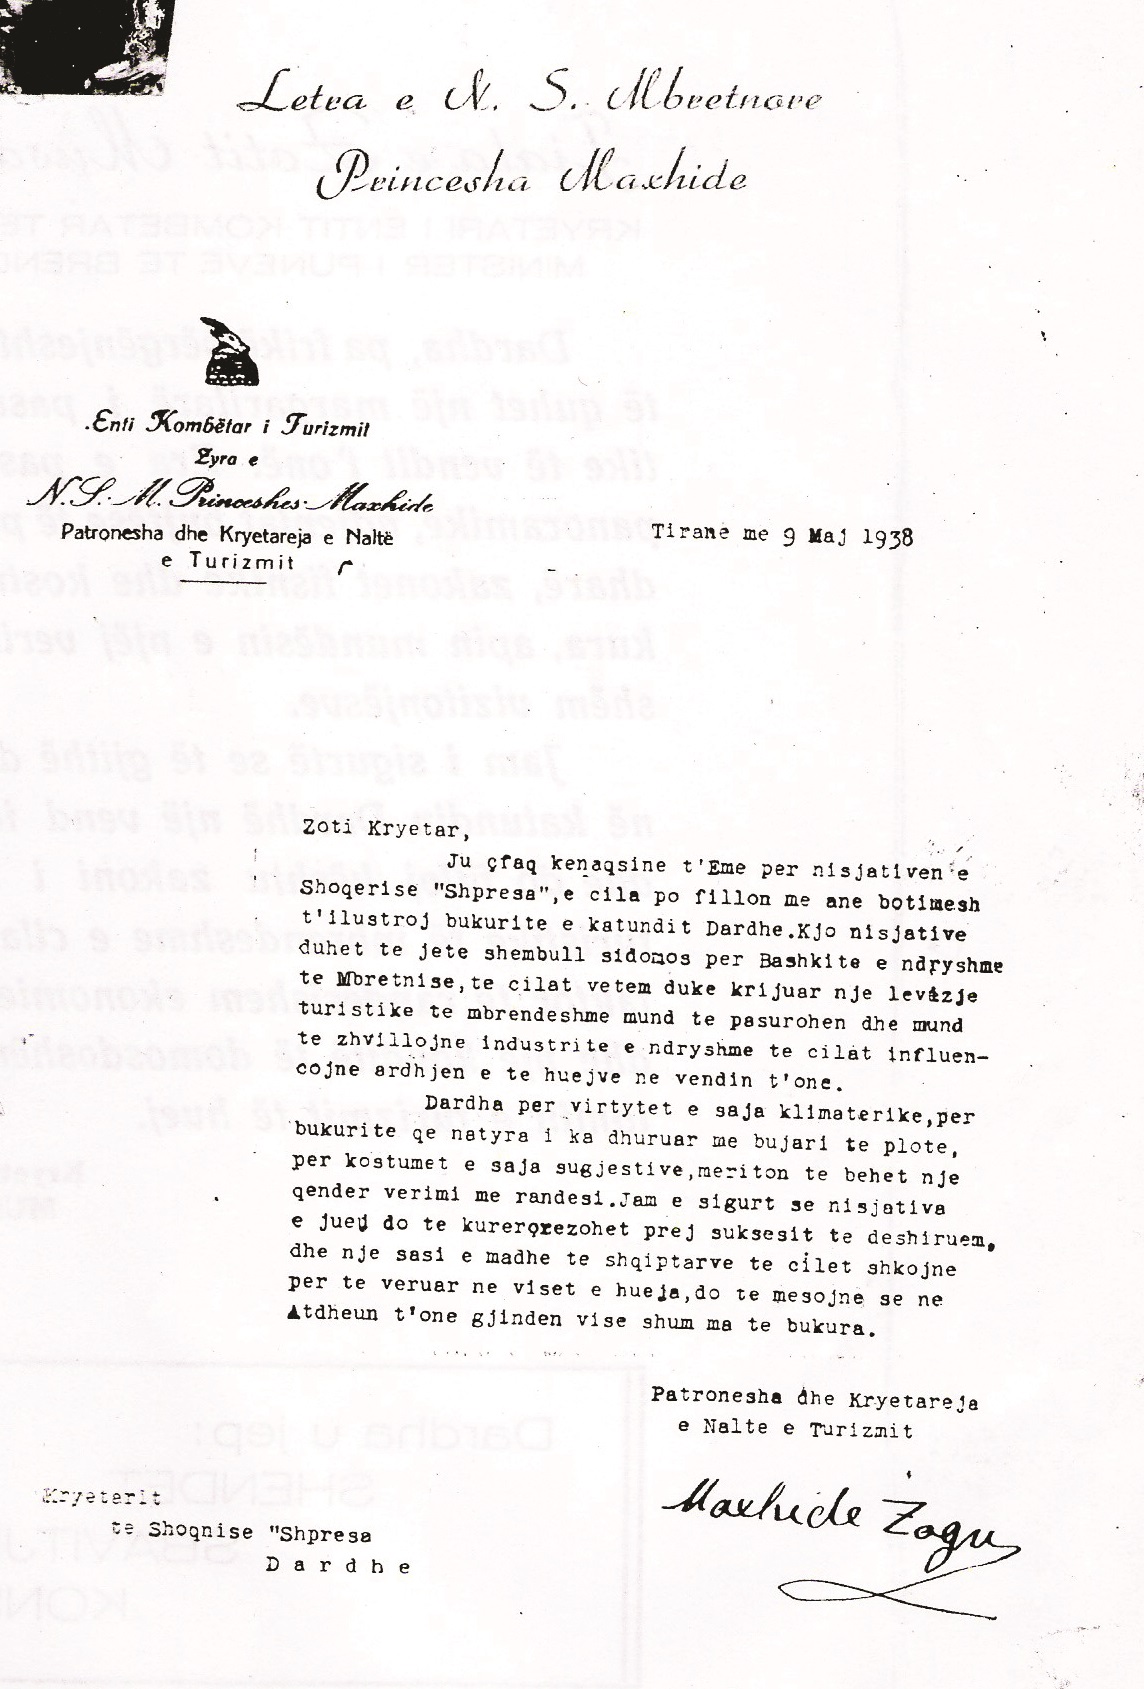 Letra e N. S. Mbretnore
Princesha Maxhide
Enti Kombëtar i Turizmit
Zyra e
N. S. M. Princeshes Maxhide
Patronesha dhe Kryetareja e Naltë
e Turizmit
Tirane me 9 Maj 1938
Zoti Kryetar,
Ju çfaq kenaqsine t'Eme per nisjativen e
Shoqerise "Shpresa",e cila po fillon me ane botimesh
t'ilustroj bukurite e katundit Dardhe.Kjo nisjative
duhet te jete shembull sidomos per Bashkite e ndryshme
te Mbretnise,te cilat vetem duke krijuar nje levizje
turistike te mbrendeshme mund te pasurohen dhe mund
te zhvillojne industrite e ndryshme te cilat influen-
cojne ardhjen e te huejve ne vendin t'one.
Dardha per virtytet e saja klimaterike,per
bukurite qe natyra i ka dhuruar me bujari te plote,
per kostumet e saja sugjestive,meriton te behet nje
qender verimi me randesi.Jam e sigurt se nisjativa
e juej do te kurerqrezohet prej suksesit te deshiruem,
dhe nje sasi e madhe te shqiptarve te cilet shkojne
per te veruar ne viset e hueja,do te mesojne se ne
Atdheun t'one gjinden vise shum ma te bukura.
Patronesha dhe Kryetareja
e Nalte e Turizmit
Maxhide Zogu
Kryeterit
te Shoqnise "Shpresa
D a r d h e